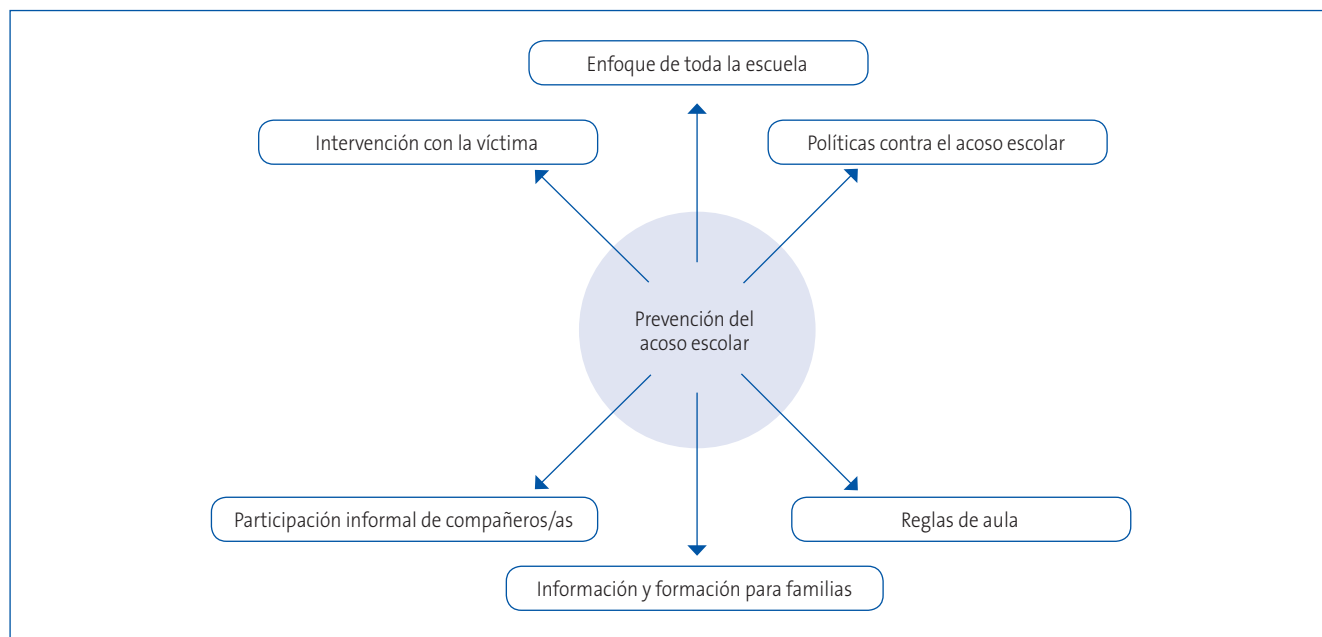 Enfoque de toda la escuela
Intervención con la víctima
Políticas contra el acoso escolar
Prevención del
acoso escolar
Participación informal de compañeros/as
Reglas de aula
Información y formación para familias